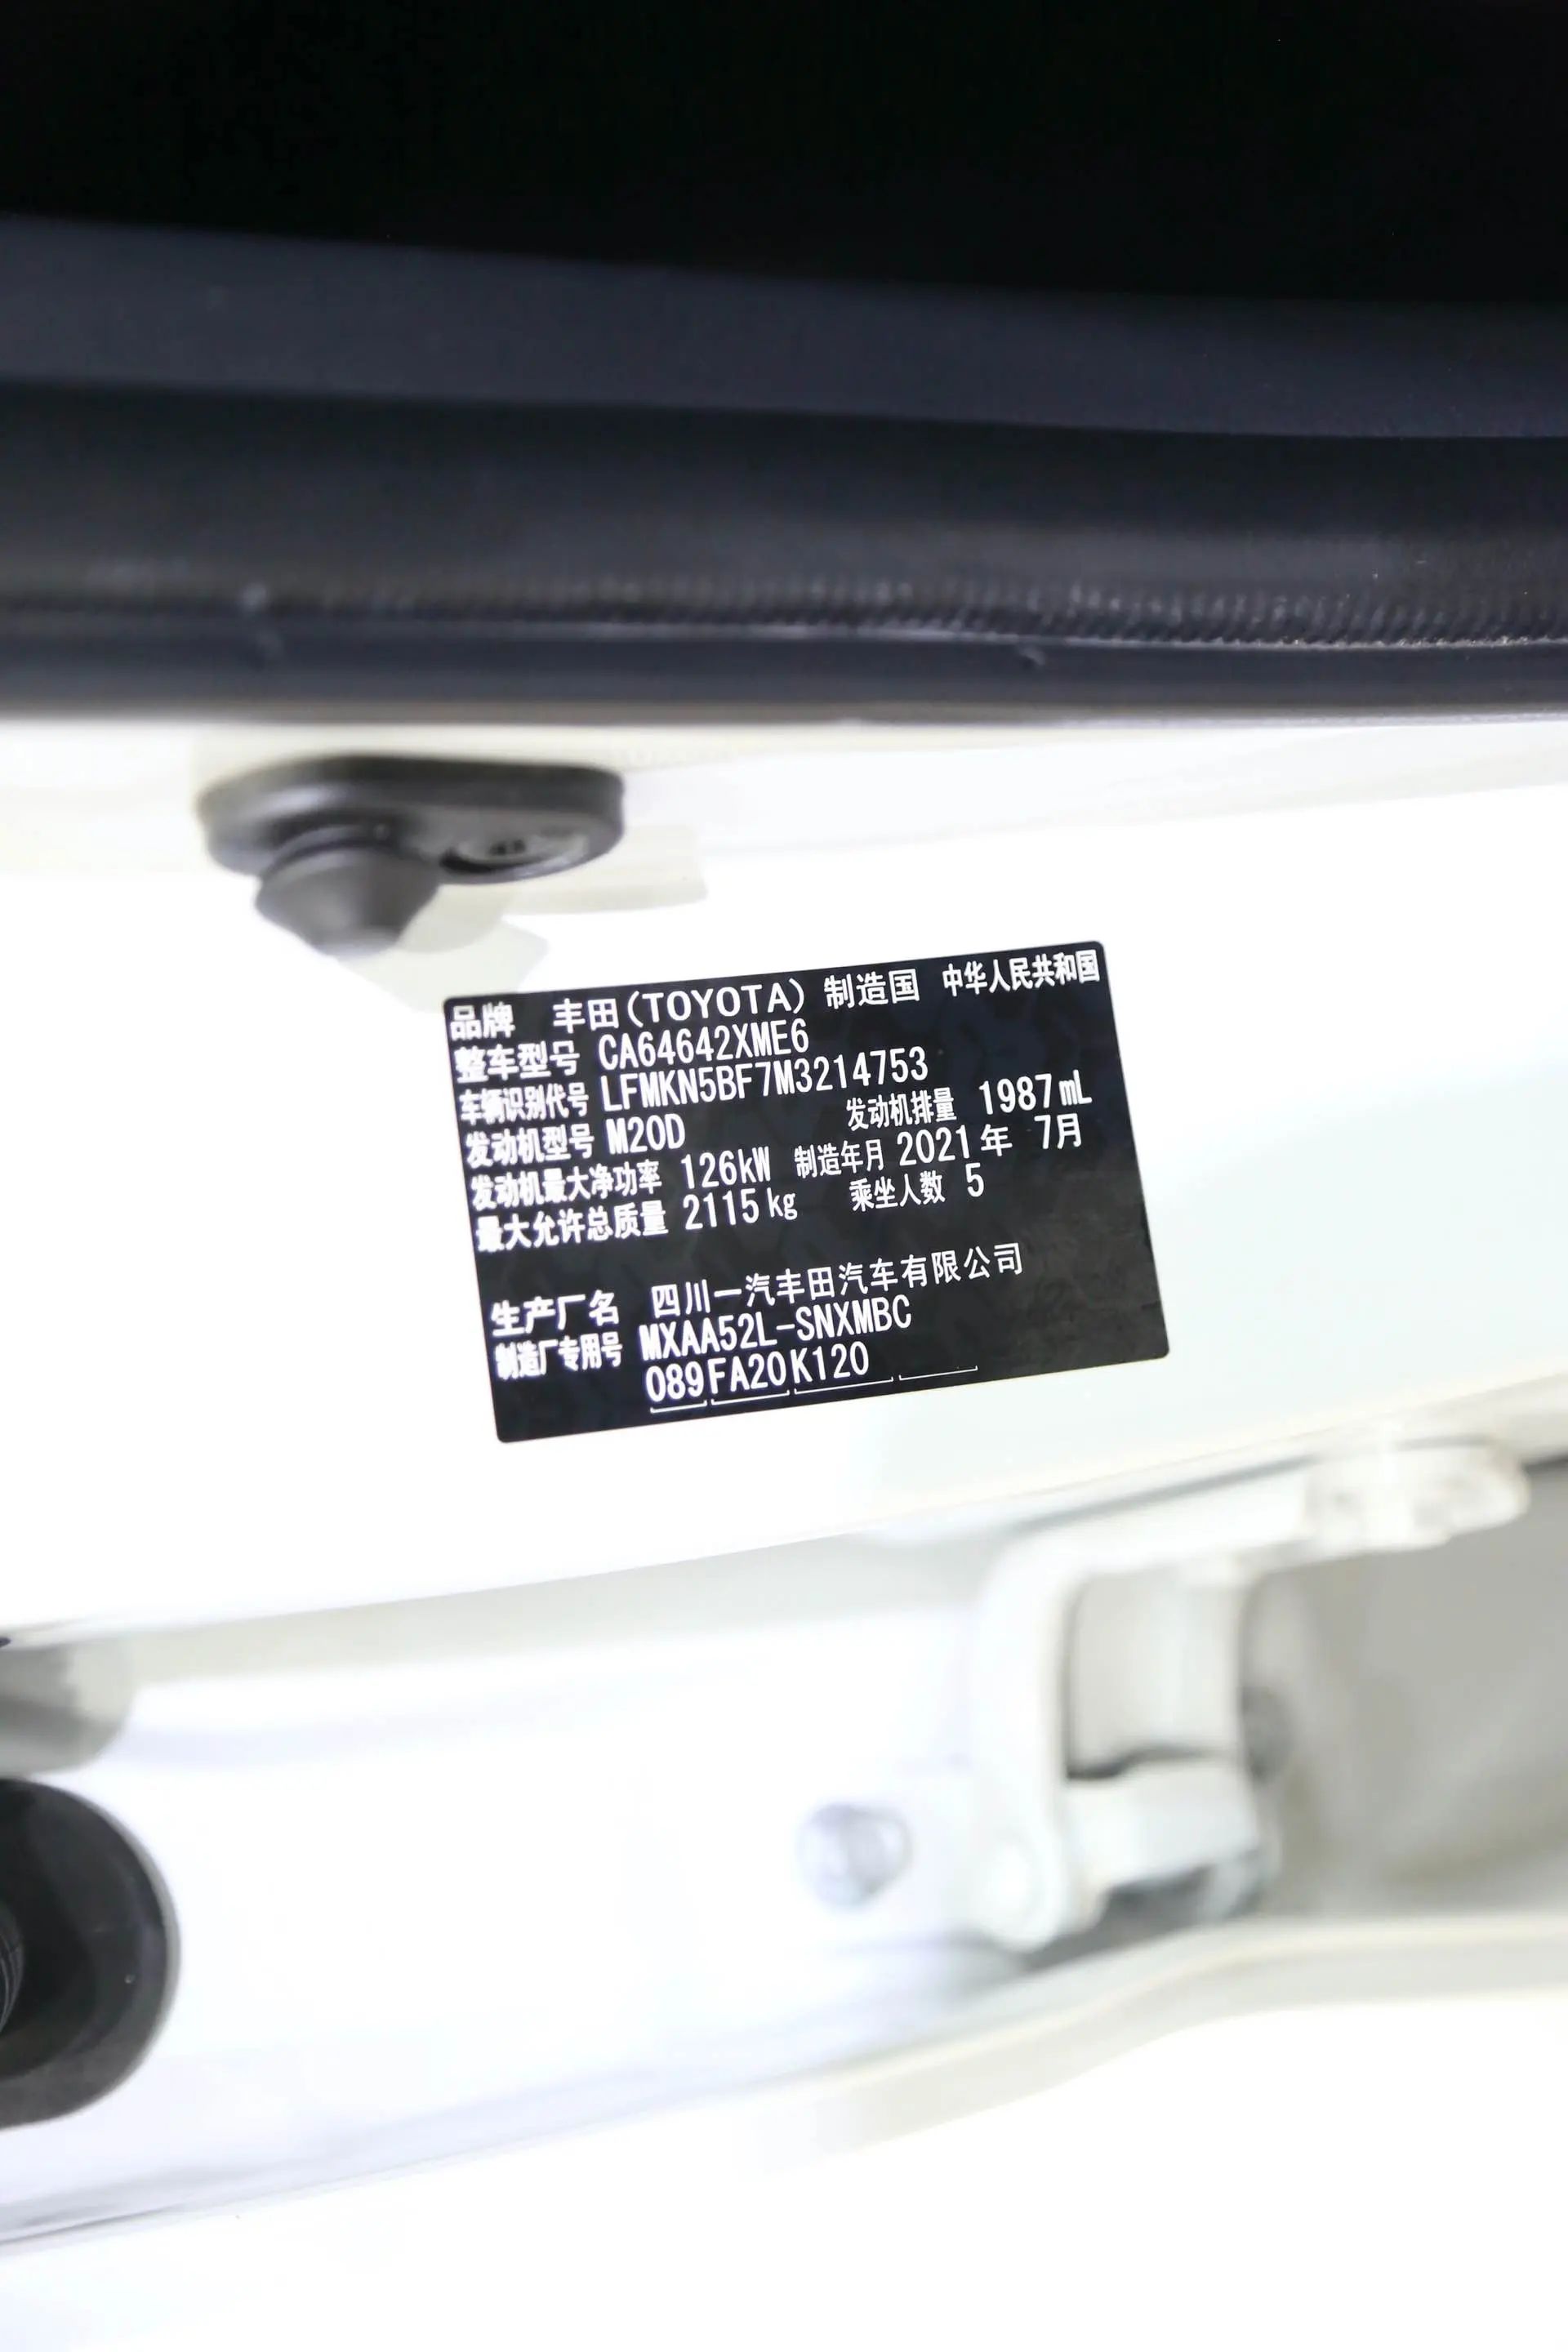 品牌 丰田(TOYOTA) 制造国 中华人民共和国
整车型号 CA64642XME6
车辆识别代号 LFMKN5BF7M3214753
发动机型号 M20D 发动机排量 1987mL
发动机最大净功率 126kW 制造年月 2021年 7月
最大允许总质量 2115kg 乘坐人数 5
生产厂名 四川一汽丰田汽车有限公司
制造厂专用号 MXAA52L-SNXMBC
089 FA20 K120